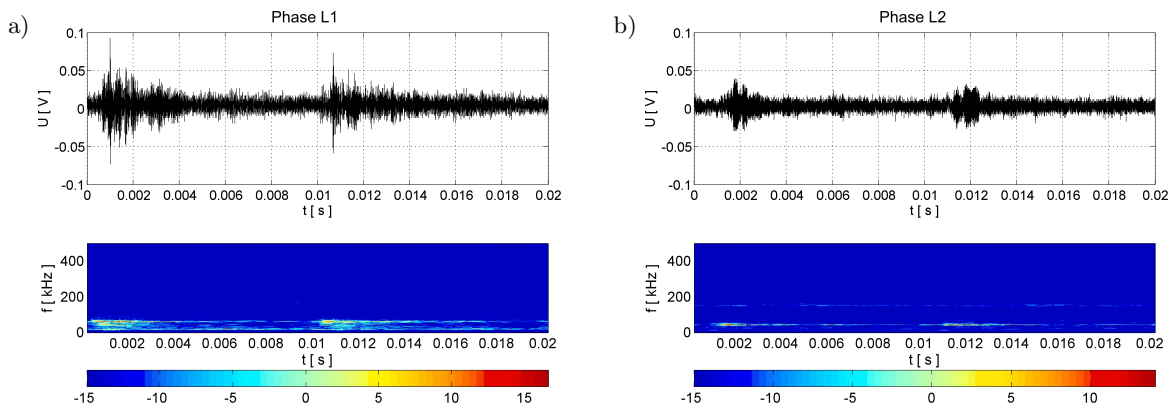 a)
Phase L1
0.1
0.05
0
-0.05
-0.1
U [ V ]
0 0.002 0.004 0.006 0.008 0.01 0.012 0.014 0.016 0.018 0.02
t [ s ]
400
200
0
f [ kHz ]
0.002 0.004 0.006 0.008 0.01 0.012 0.014 0.016 0.018 0.02
t [ s ]
-15 -10 -5 0 5 10 15
b)
Phase L2
0.1
0.05
0
-0.05
-0.1
U [ V ]
0 0.002 0.004 0.006 0.008 0.01 0.012 0.014 0.016 0.018 0.02
t [ s ]
400
200
0
f [ kHz ]
0.002 0.004 0.006 0.008 0.01 0.012 0.014 0.016 0.018 0.02
t [ s ]
-15 -10 -5 0 5 10